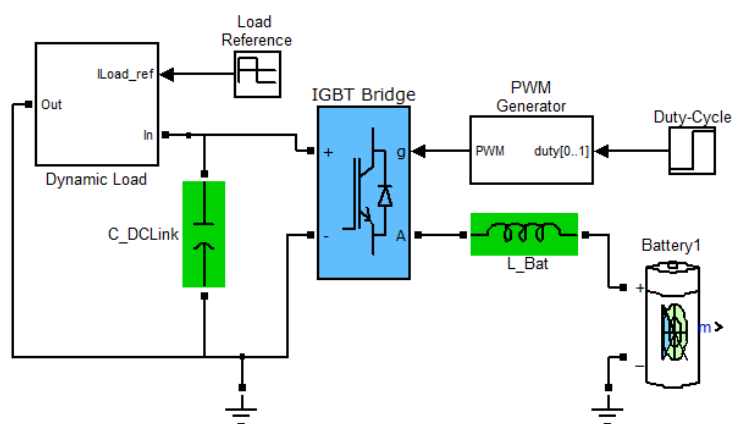 Load
Reference
ILoad_ref
Out
In
Dynamic Load
C_DCLink
IGBT Bridge
+
-
g
A
PWM
Generator
PWM
duty[0..1]
Duty-Cycle
L_Bat
Battery1
+
m
–